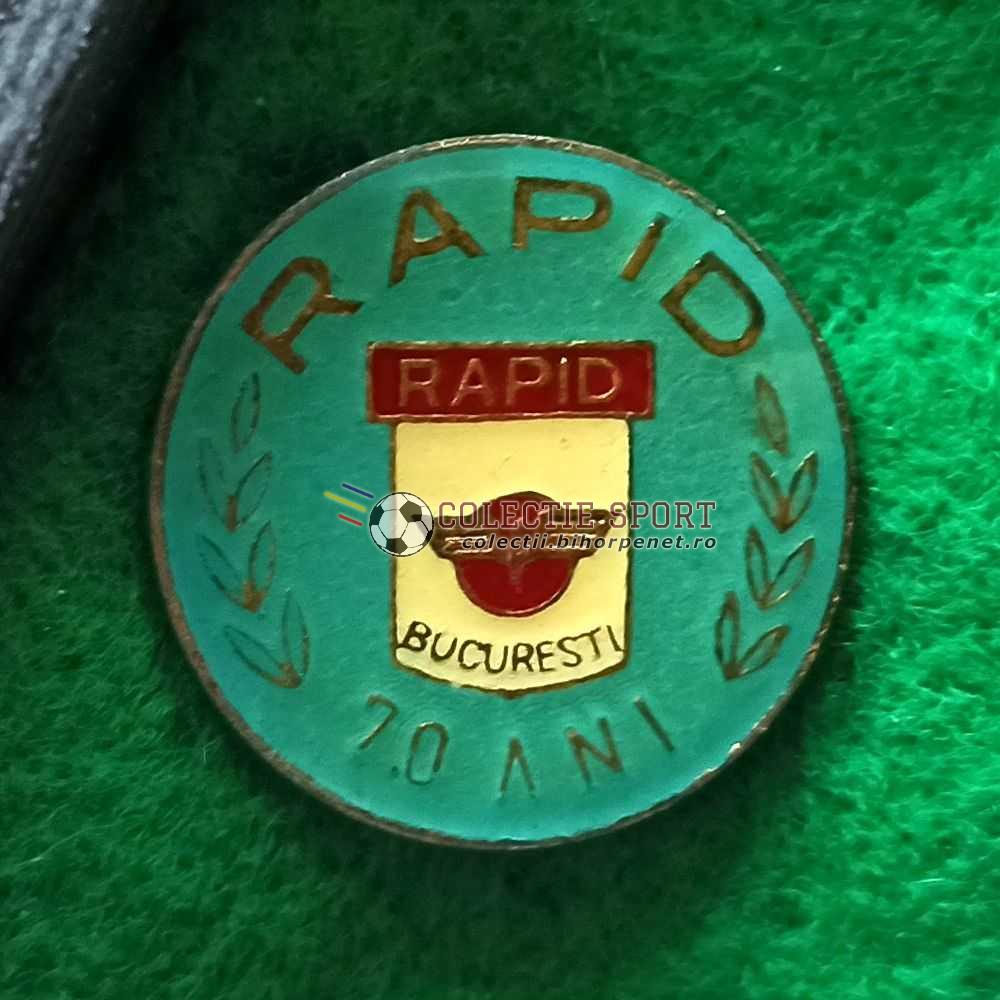 RAPID
RAPID
COLECTIE SPORT
colectii.bihorpenet.ro
BUCURESTI
70 ANI